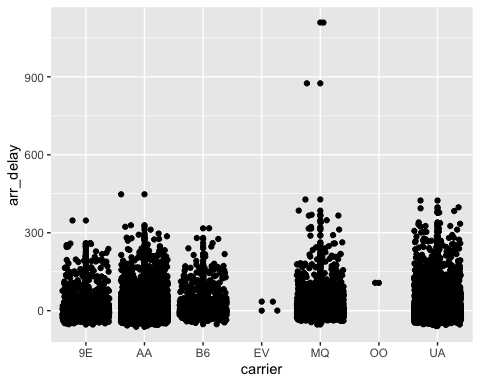 900
600
300
0
arr_delay
9E AA B6 EV MQ OO UA
carrier